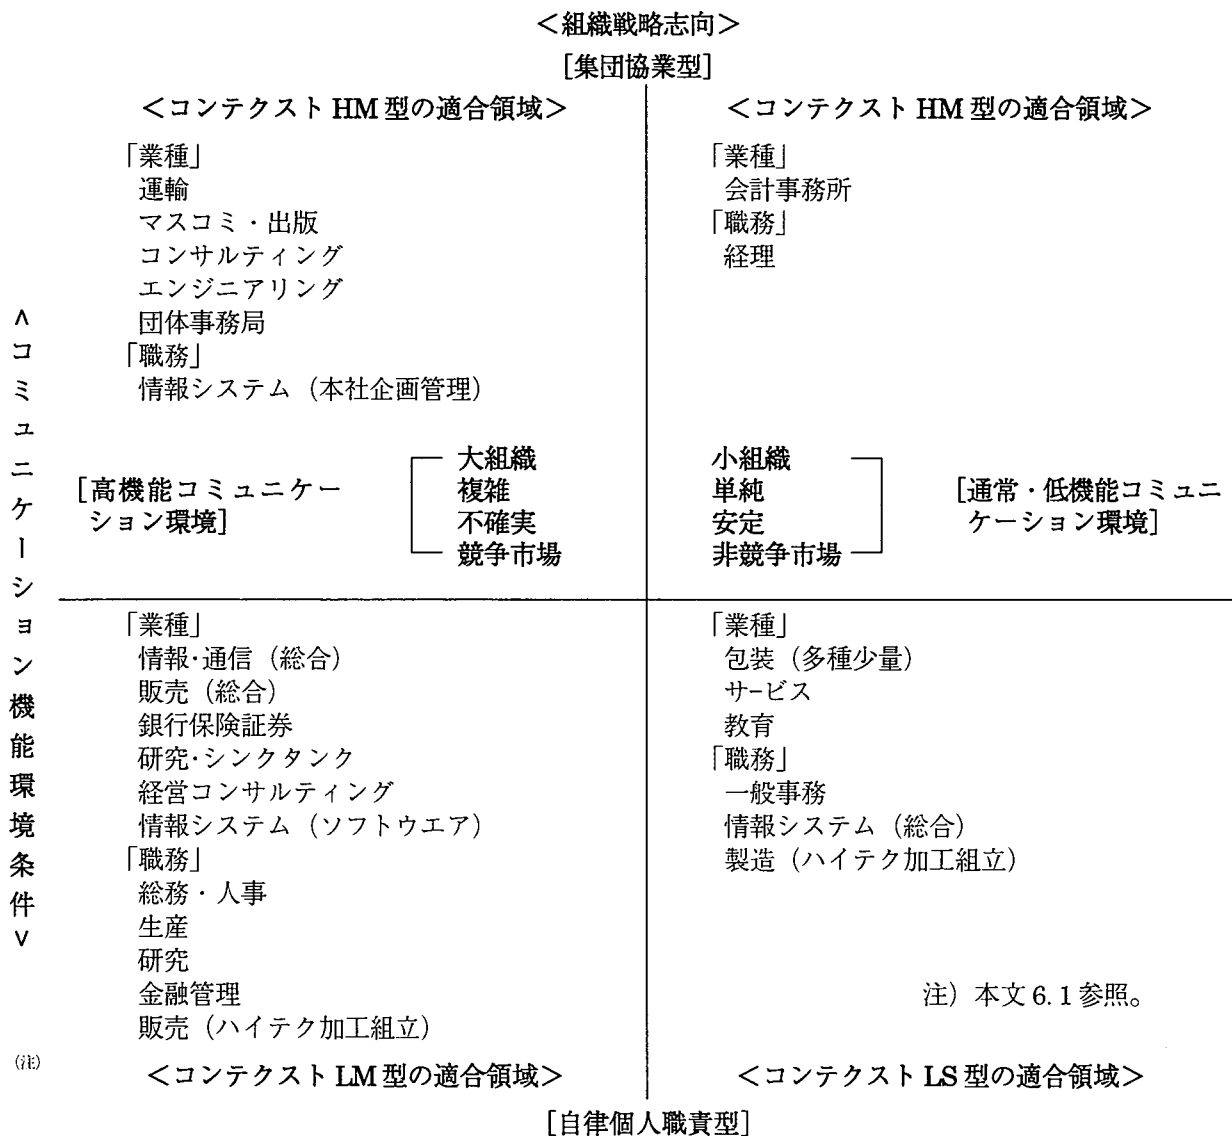 <組織戦略志向>
[集団協業型]
<コンテクスト HM 型の適合領域>
「業種」
運輸
マスコミ・出版
コンサルティング
エンジニアリング
団体事務局
「職務」
情報システム（本社企画管理）
<コンテクスト HM 型の適合領域>
「業種」
会計事務所
「職務」
経理
<コミュニケーション機能環境条件>
[高機能コミュニケー
ション環境]
大組織
複雑
不確実
競争市場
小組織
単純
安定
非競争市場
[通常・低機能コミュニ
ケーション環境]
「業種」
情報・通信（総合）
販売（総合）
銀行保険証券
研究・シンクタンク
経営コンサルティング
情報システム（ソフトウエア）
「職務」
総務・人事
生産
研究
金融管理
販売（ハイテク加工組立）
<コンテクスト LM 型の適合領域>
「業種」
包装（多種少量）
サービス
教育
「職務」
一般事務
情報システム（総合）
製造（ハイテク加工組立）
注）本文 6. 1 参照。
<コンテクスト LS 型の適合領域>
(注)
[自律個人職責型]